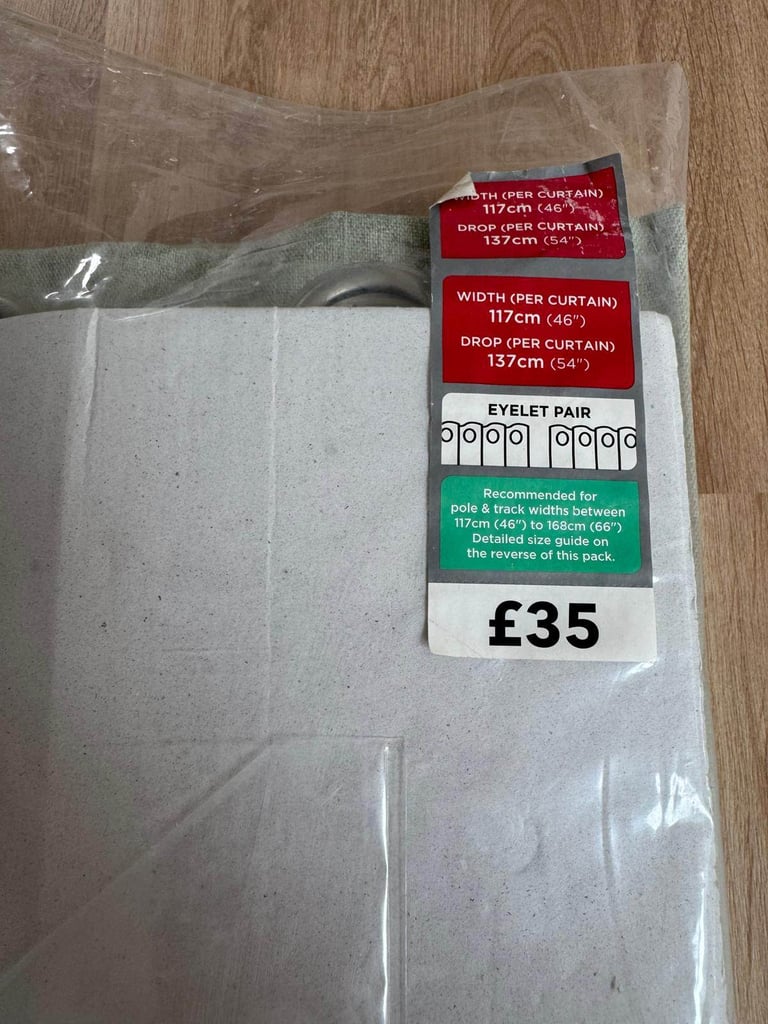 WIDTH (PER CURTAIN)
117cm (46")
DROP (PER CURTAIN)
137cm (54")
WIDTH (PER CURTAIN)
117cm (46")
DROP (PER CURTAIN)
137cm (54")
EYELET PAIR
Recommended for
pole & track widths between
117cm (46") to 168cm (66")
Detailed size guide on
the reverse of this pack.
£35